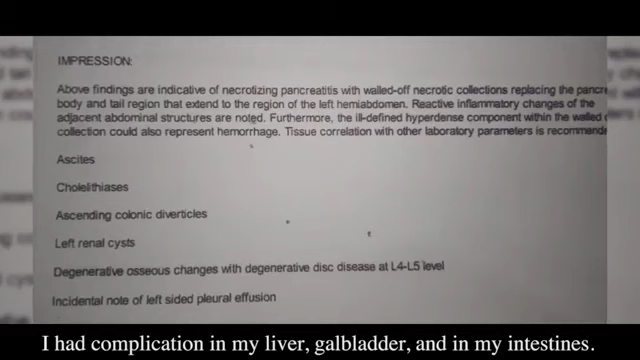 IMPRESSION:
Above findings are indicative of necrotizing pancreatitis with walled-off necrotic collections replacing the pancre
body and tail region that extend to the region of the left hemiabdomen. Reactive inflammatory changes of the
adjacent abdominal structures are noted. Furthermore, the ill-defined hyperdense component within the walled
collection could also represent hemorrhage. Tissue correlation with other laboratory parameters is recommende
Ascites
Cholelithiases
Ascending colonic diverticles
Left renal cysts
Degenerative osseous changes with degenerative disc disease at L4-L5 level
Incidental note of left sided pleural effusion
I had complication in my liver, galbladder, and in my intestines.